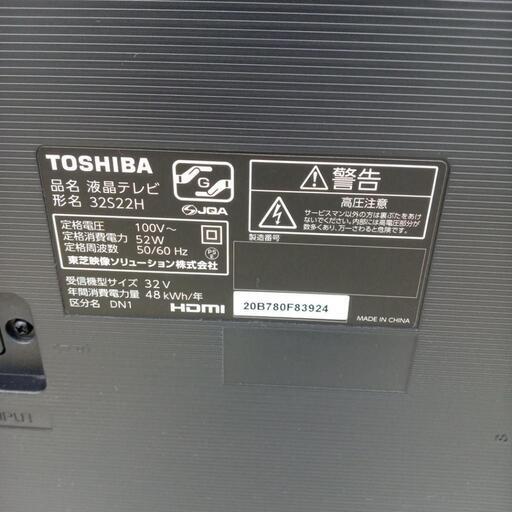 TOSHIBA
品名 液晶テレビ
形名 32S22H
G
JQA
定格電圧 100V～
定格消費電力 52W
定格周波数 50/60 Hz
東芝映像ソリューション株式会社
受信機型サイズ 32V
年間消費電力量 48kWh/年
区分名 DN1
HDMI
警告
高圧注意
サービスマン以外の方は裏ぶたをあけ
ないでください。内部には高電圧部分が
数多くあり、万一さわると危険です。
製造番号
20B780F83924
MADE IN CHINA